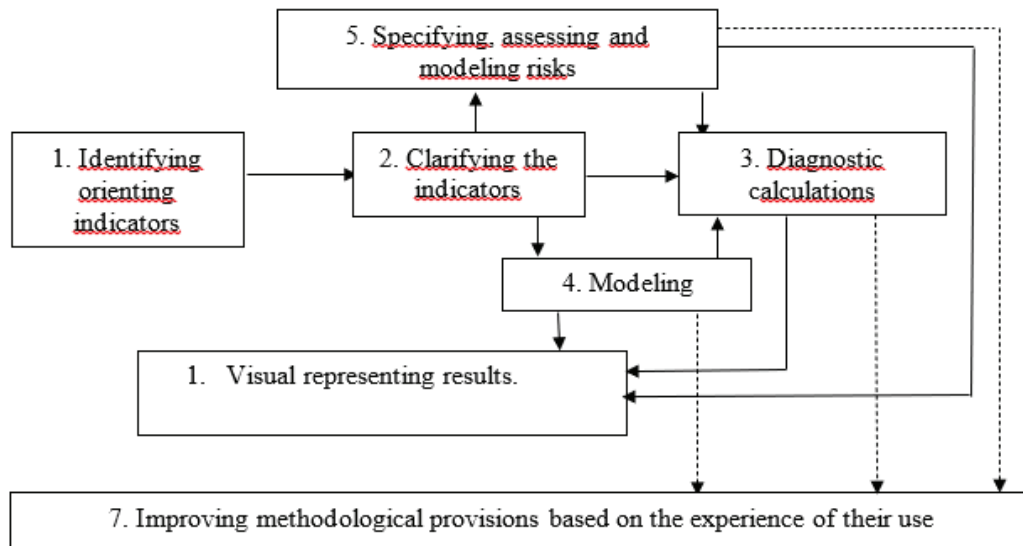 5. Specifying, assessing and
modeling risks
1. Identifying
orienting
indicators
2. Clarifying the
indicators
3. Diagnostic
calculations
4. Modeling
1. Visual representing results.
7. Improving methodological provisions based on the experience of their use